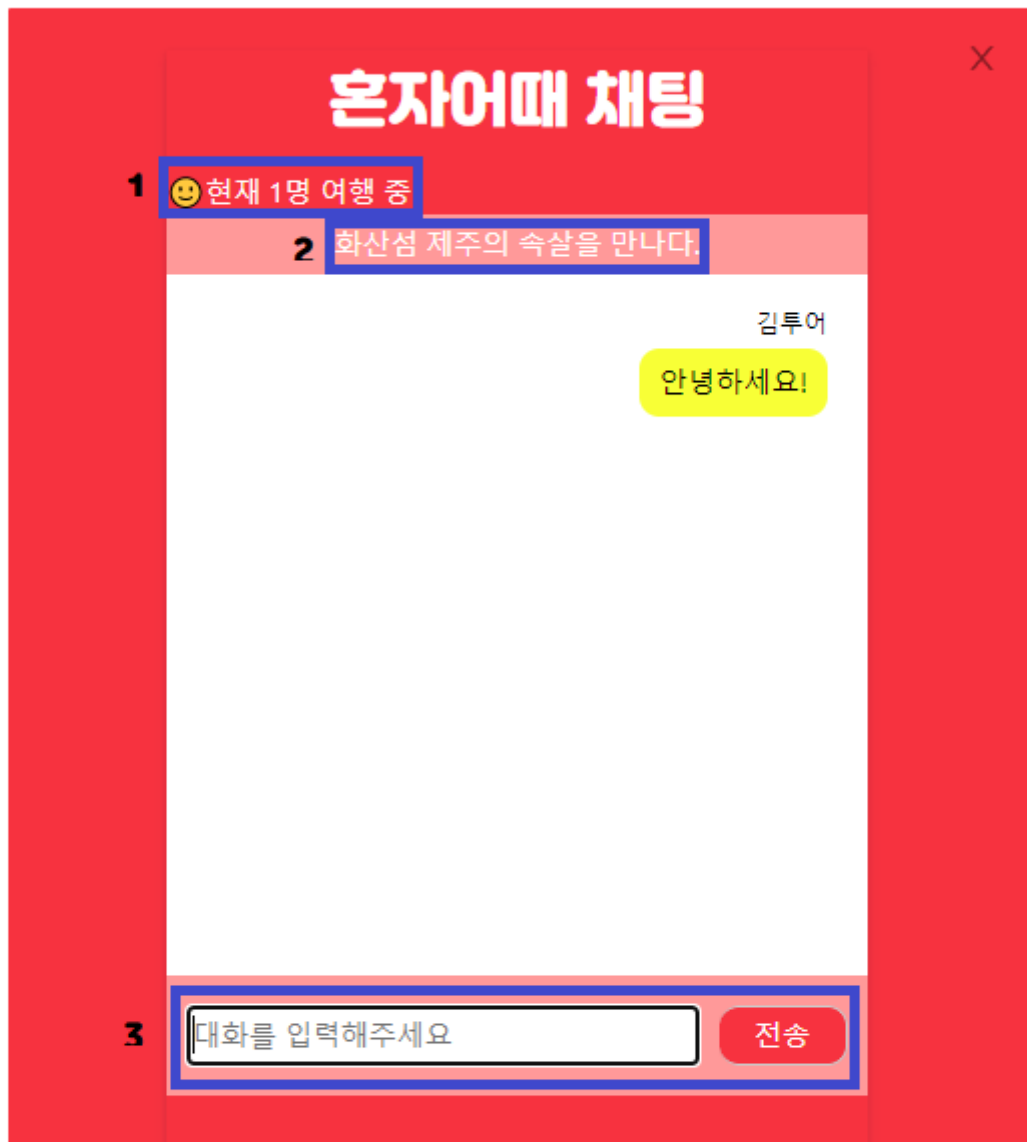 혼자어때 채팅
1 현재 1명 여행 중
2 화산섬 제주의 속살을 만나다.
김투어
안녕하세요!
3 대화를 입력해주세요 전송